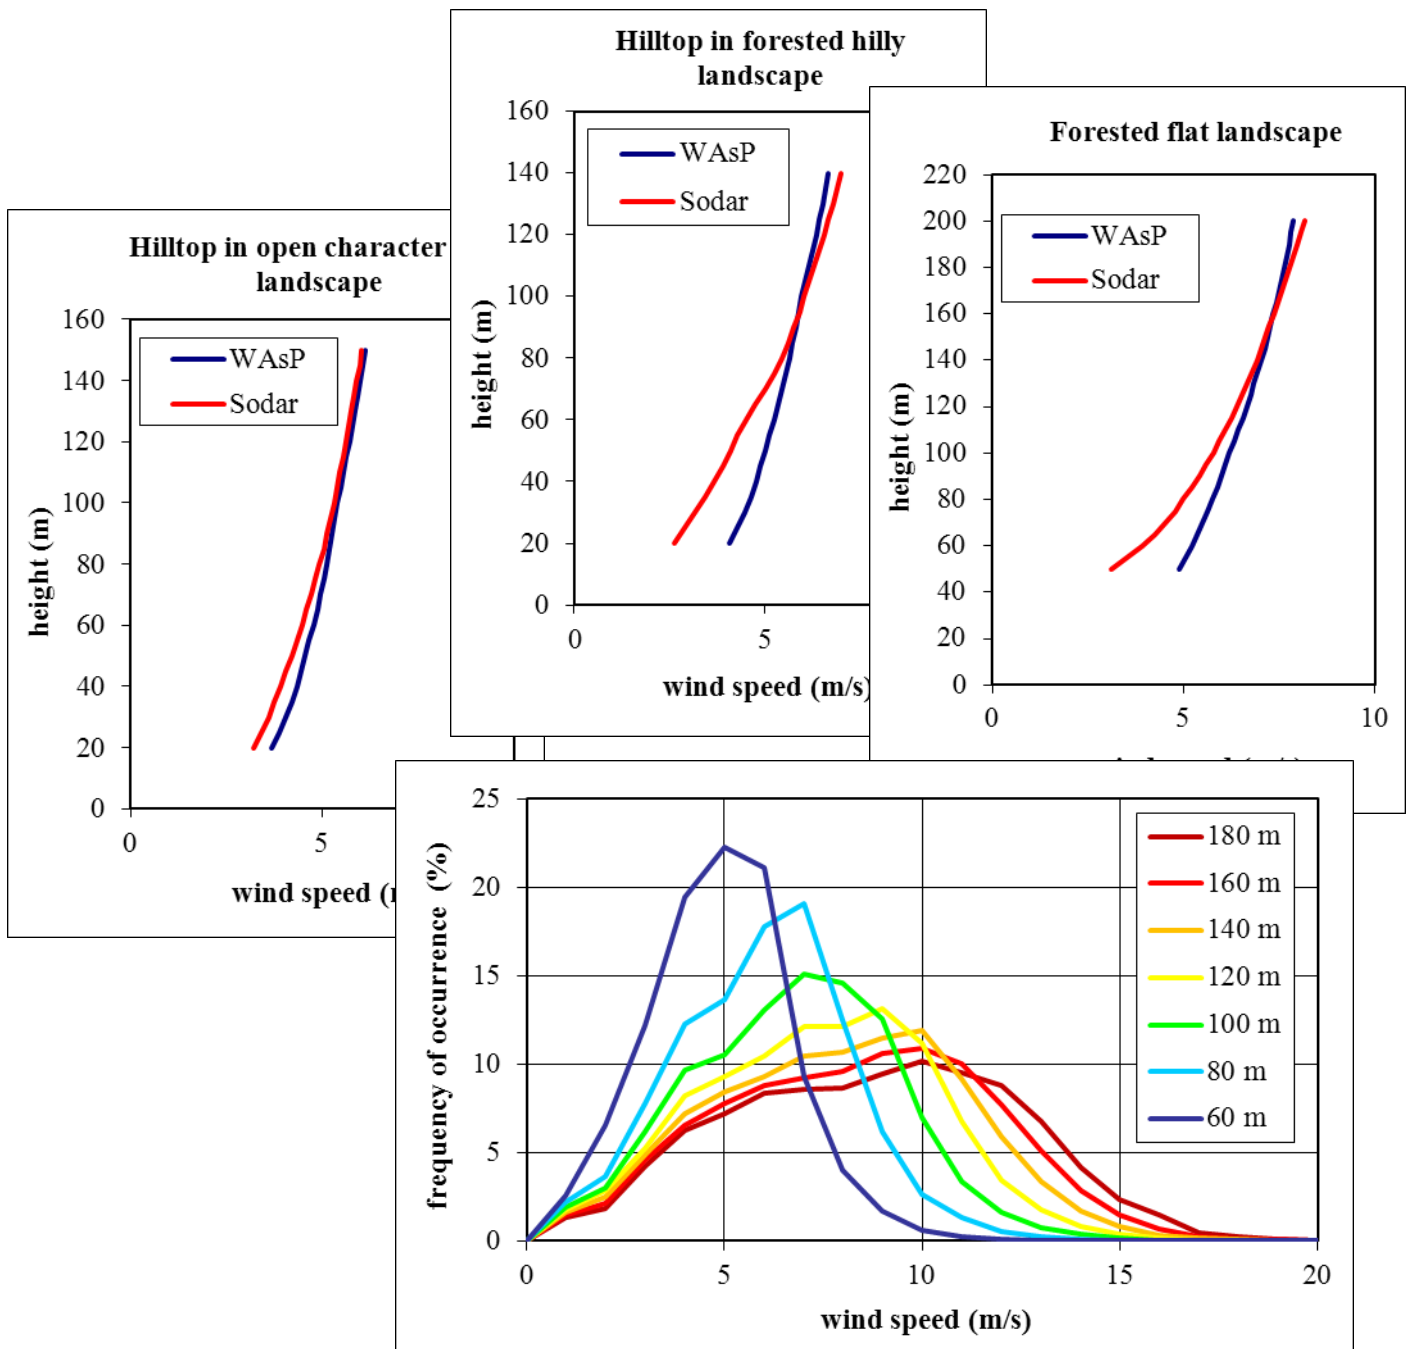 Hilltop in open character
landscape
160
140
120
100
80
60
40
20
0
0
5
WAsP
Sodar
height (m)
wind speed (
Hilltop in forested hilly
landscape
160
140
120
100
80
60
40
20
0
0
5
WAsP
Sodar
height (m)
wind speed (m/s)
Forested flat landscape
220
200
180
160
140
120
100
80
60
40
20
0
0
5
10
WAsP
Sodar
height (m)
25
20
15
10
5
0
0
5
10
15
20
180 m
160 m
140 m
120 m
100 m
80 m
60 m
frequency of occurrence (%)
wind speed (m/s)